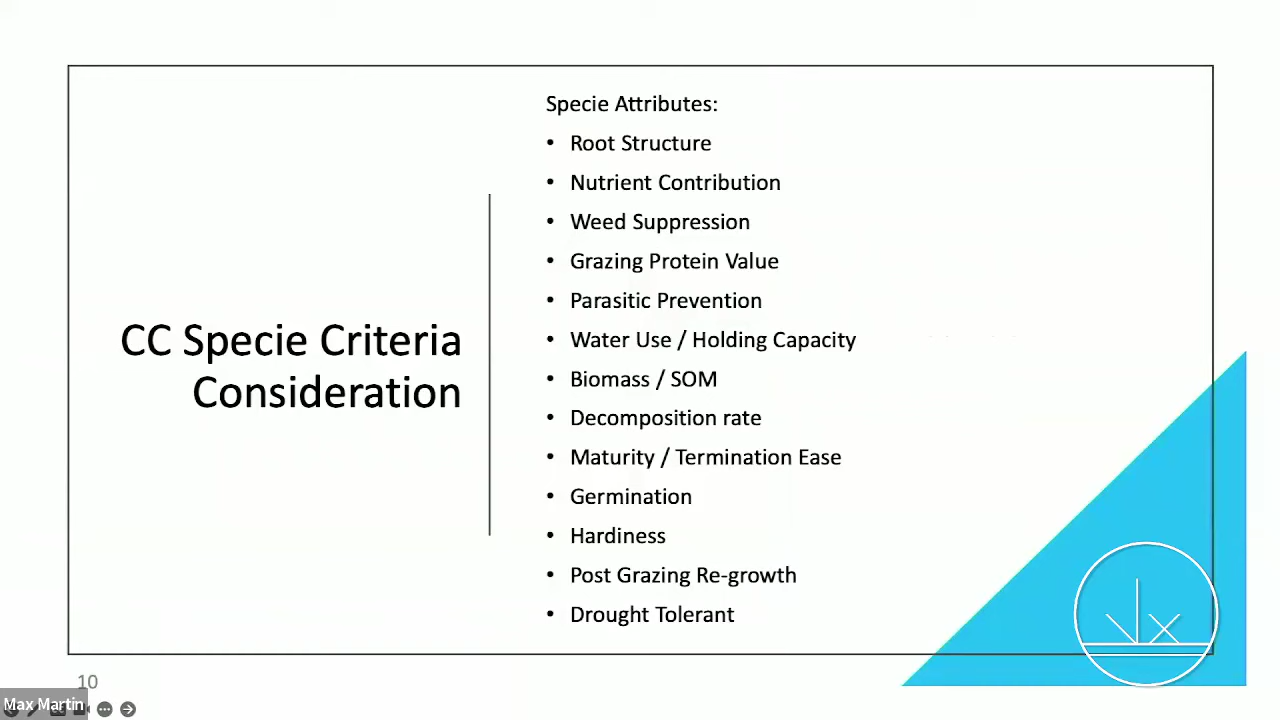 CC Specie Criteria
Consideration
Specie Attributes:
• Root Structure
• Nutrient Contribution
• Weed Suppression
• Grazing Protein Value
• Parasitic Prevention
• Water Use / Holding Capacity
• Biomass / SOM
• Decomposition rate
• Maturity / Termination Ease
• Germination
• Hardiness
• Post Grazing Re-growth
• Drought Tolerant
10
Max Martin